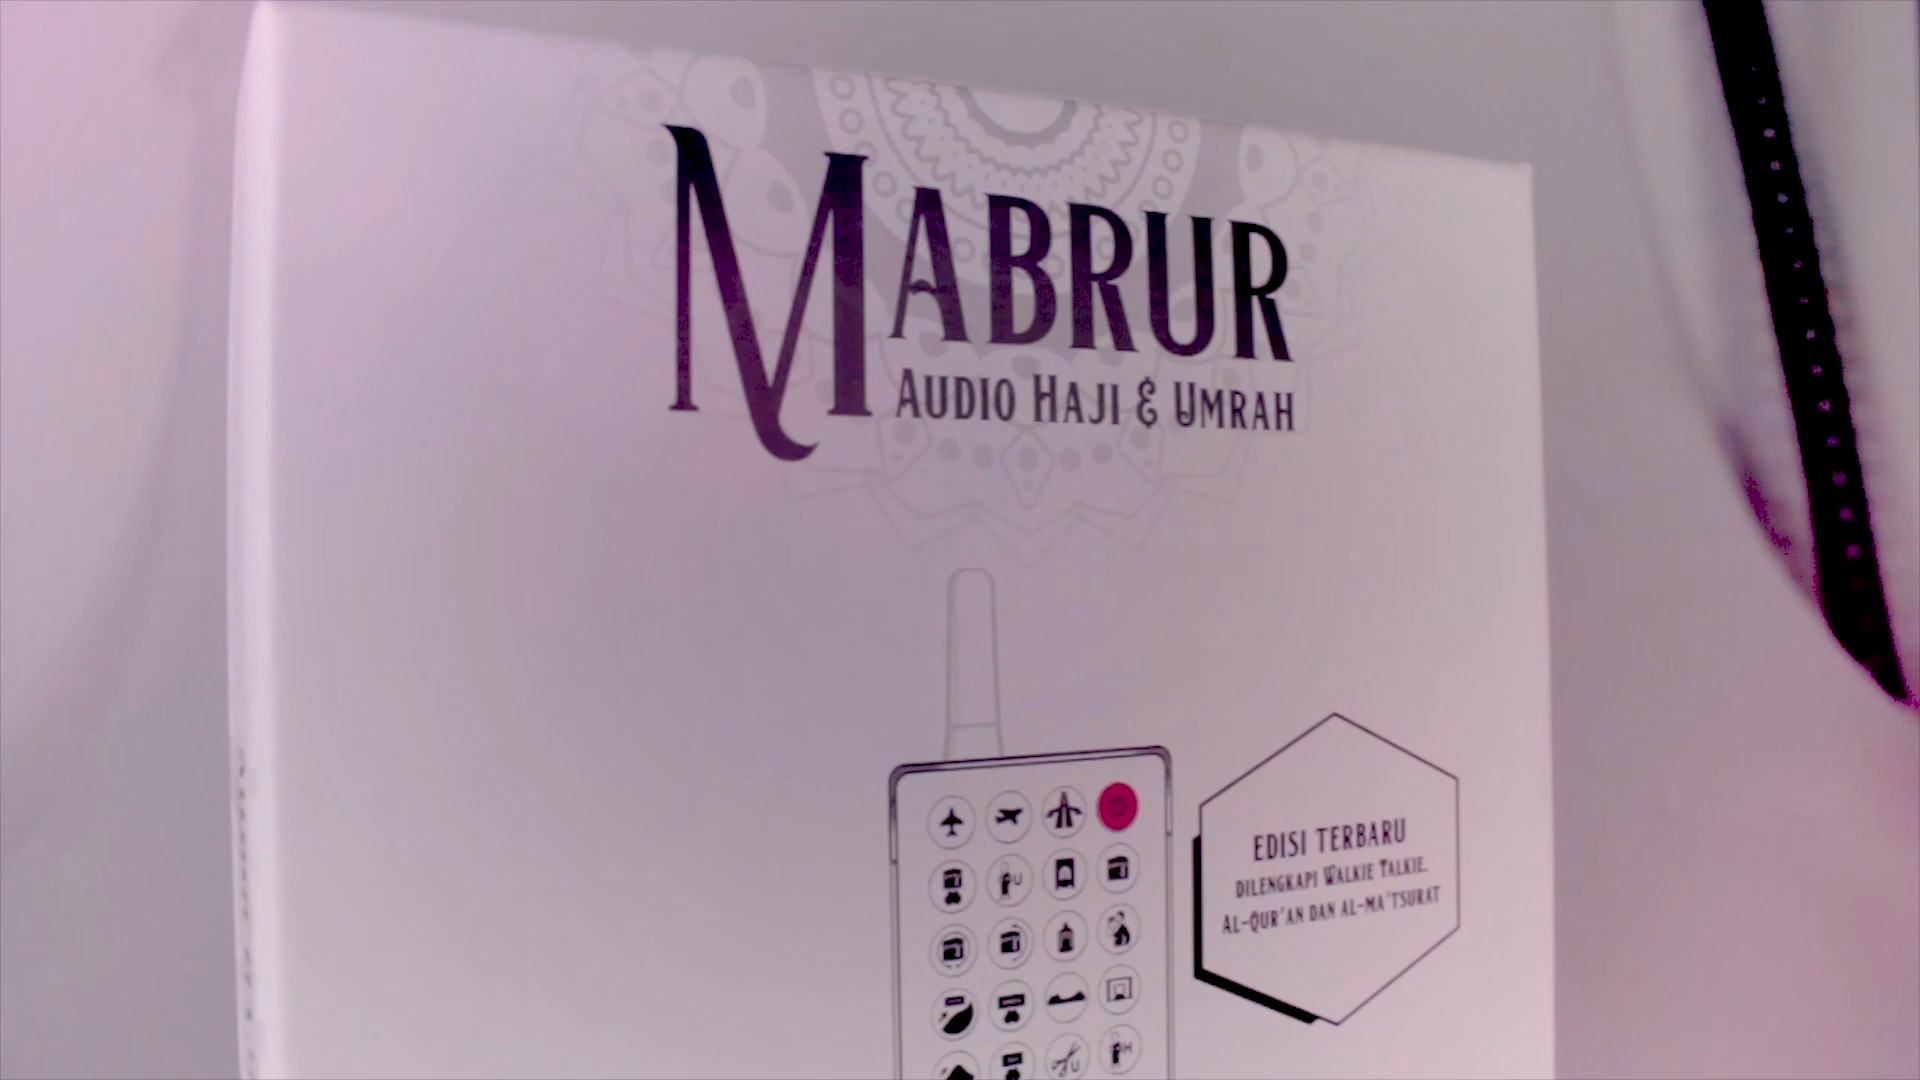 MABRUR
AUDIO HAJI & UMRAH
EDISI TERBARU
DILENGKAPI WALKIE TALKIE,
AL-QUR'AN DAN AL-MA'TSURAT